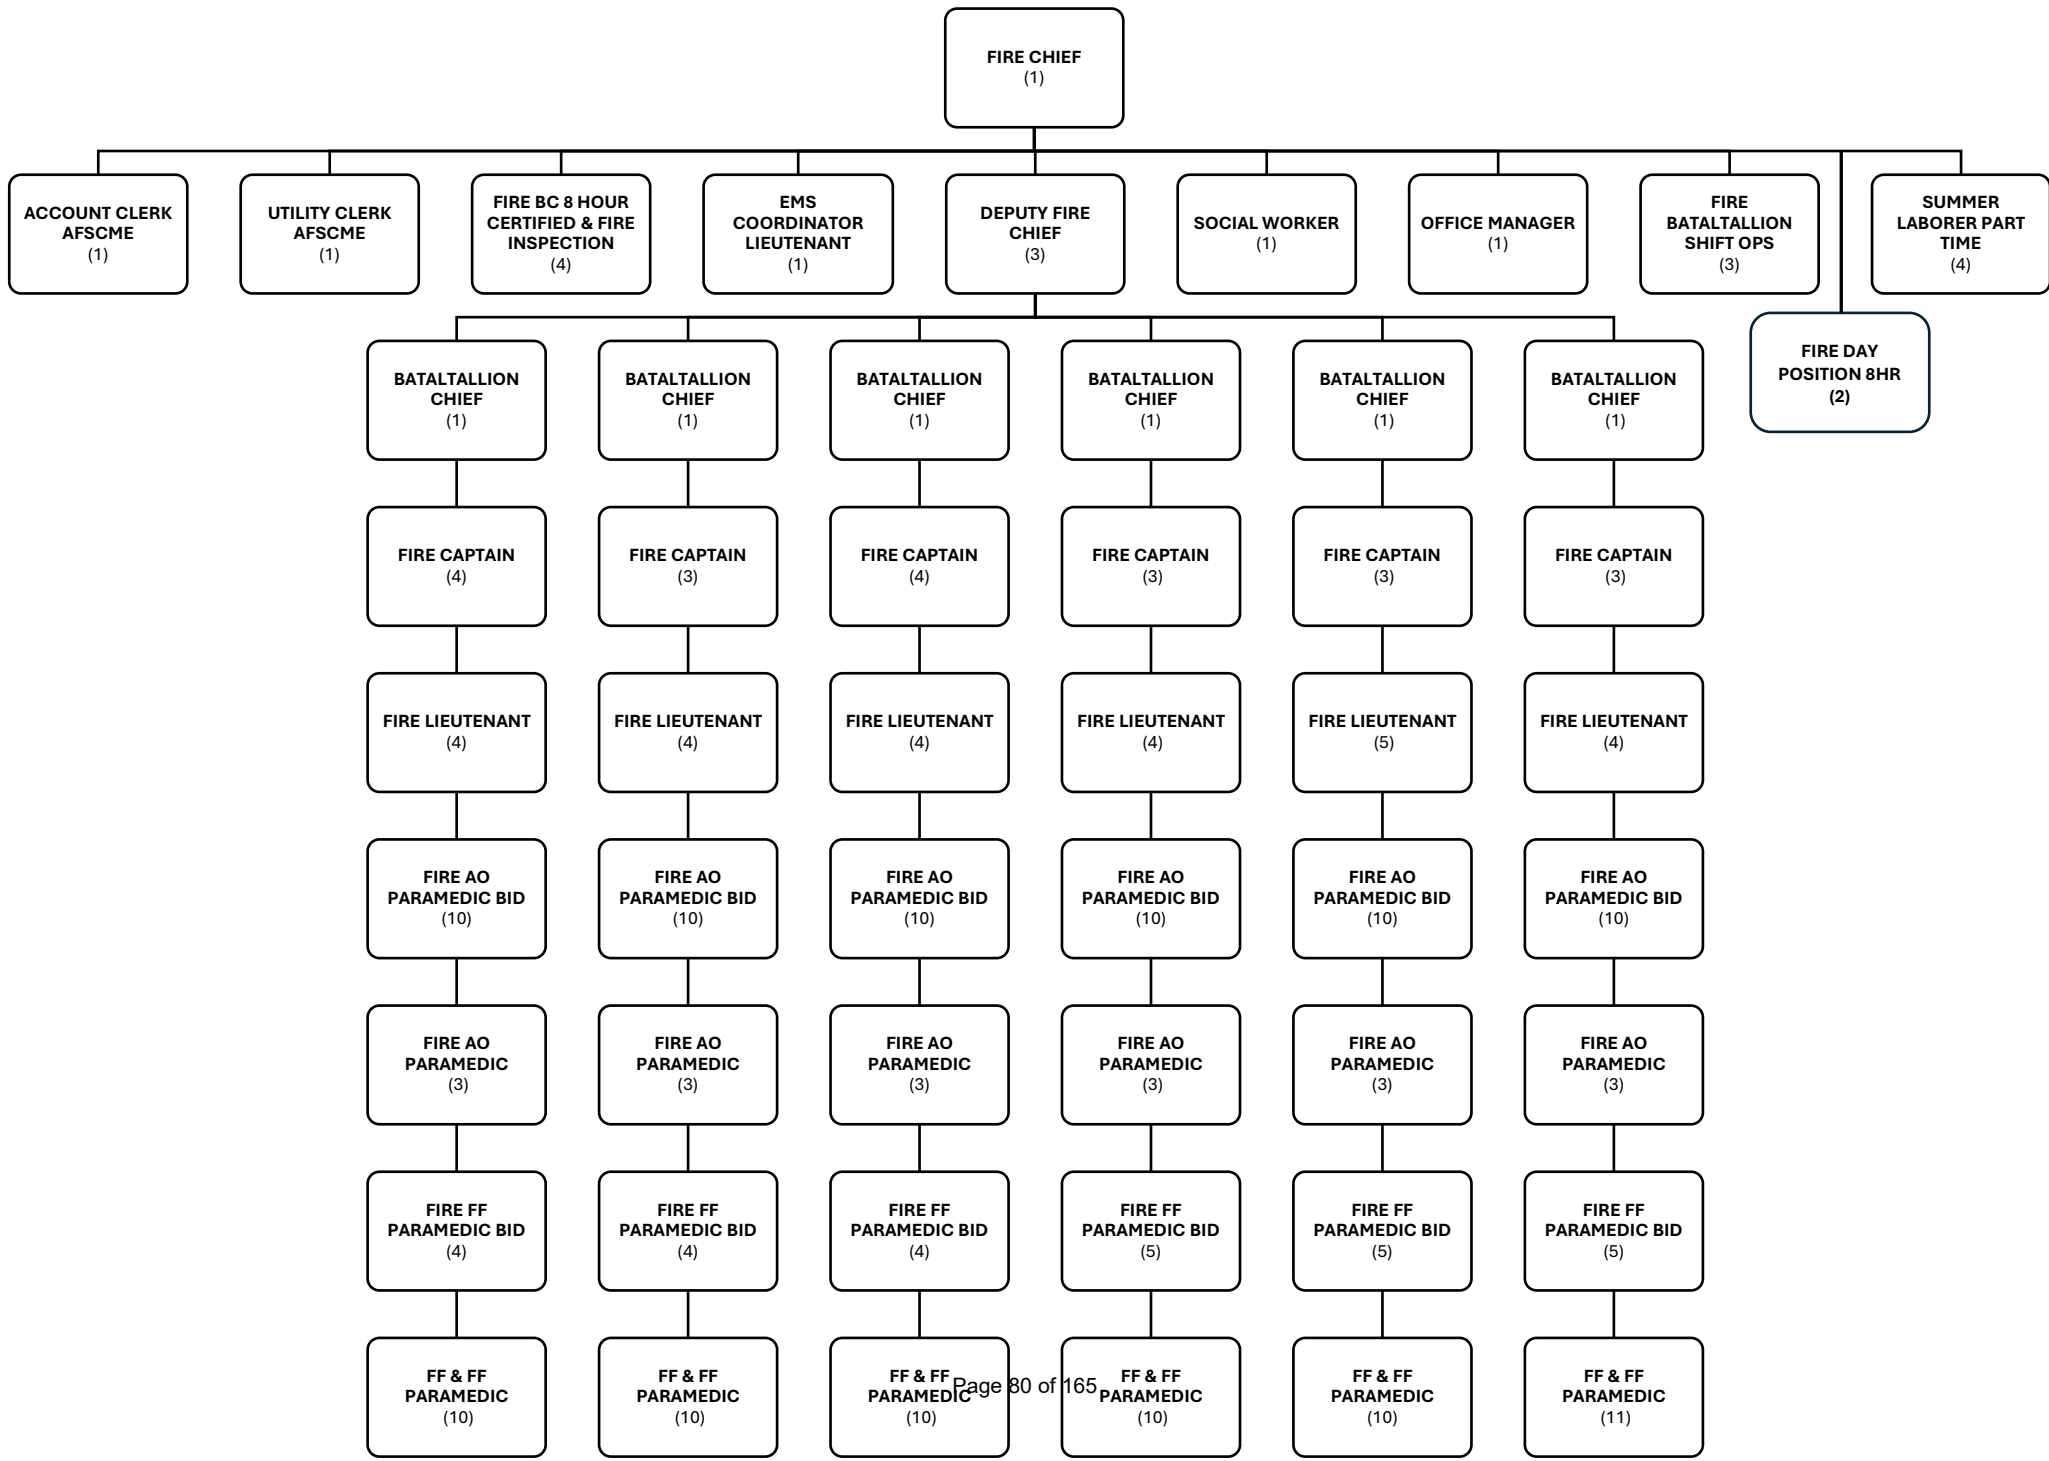 FIRE CHIEF
(1)
ACCOUNT CLERK
AFSCME
(1)
UTILITY CLERK
AFSCME
(1)
FIRE BC 8 HOUR
CERTIFIED & FIRE
INSPECTION
(4)
EMS
COORDINATOR
LIEUTENANT
(1)
DEPUTY FIRE
CHIEF
(3)
SOCIAL WORKER
(1)
OFFICE MANAGER
(1)
FIRE
BATALTALLION
SHIFT OPS
(3)
SUMMER
LABORER PART
TIME
(4)
FIRE DAY
POSITION 8HR
(2)
BATALTALLION
CHIEF
(1)
BATALTALLION
CHIEF
(1)
BATALTALLION
CHIEF
(1)
BATALTALLION
CHIEF
(1)
BATALTALLION
CHIEF
(1)
BATALTALLION
CHIEF
(1)
FIRE CAPTAIN
(4)
FIRE CAPTAIN
(3)
FIRE CAPTAIN
(4)
FIRE CAPTAIN
(3)
FIRE CAPTAIN
(3)
FIRE CAPTAIN
(3)
FIRE LIEUTENANT
(4)
FIRE LIEUTENANT
(4)
FIRE LIEUTENANT
(4)
FIRE LIEUTENANT
(4)
FIRE LIEUTENANT
(5)
FIRE LIEUTENANT
(4)
FIRE AO
PARAMEDIC BID
(10)
FIRE AO
PARAMEDIC BID
(10)
FIRE AO
PARAMEDIC BID
(10)
FIRE AO
PARAMEDIC BID
(10)
FIRE AO
PARAMEDIC BID
(10)
FIRE AO
PARAMEDIC BID
(10)
FIRE AO
PARAMEDIC
(3)
FIRE AO
PARAMEDIC
(3)
FIRE AO
PARAMEDIC
(3)
FIRE AO
PARAMEDIC
(3)
FIRE AO
PARAMEDIC
(3)
FIRE AO
PARAMEDIC
(3)
FIRE FF
PARAMEDIC BID
(4)
FIRE FF
PARAMEDIC BID
(4)
FIRE FF
PARAMEDIC BID
(4)
FIRE FF
PARAMEDIC BID
(5)
FIRE FF
PARAMEDIC BID
(5)
FIRE FF
PARAMEDIC BID
(5)
FF & FF
PARAMEDIC
(10)
FF & FF
PARAMEDIC
(10)
FF & FF
PARAMEDIC
(10)
FF & FF
PARAMEDIC
(10)
FF & FF
PARAMEDIC
(10)
FF & FF
PARAMEDIC
(11)
Page 80 of 165